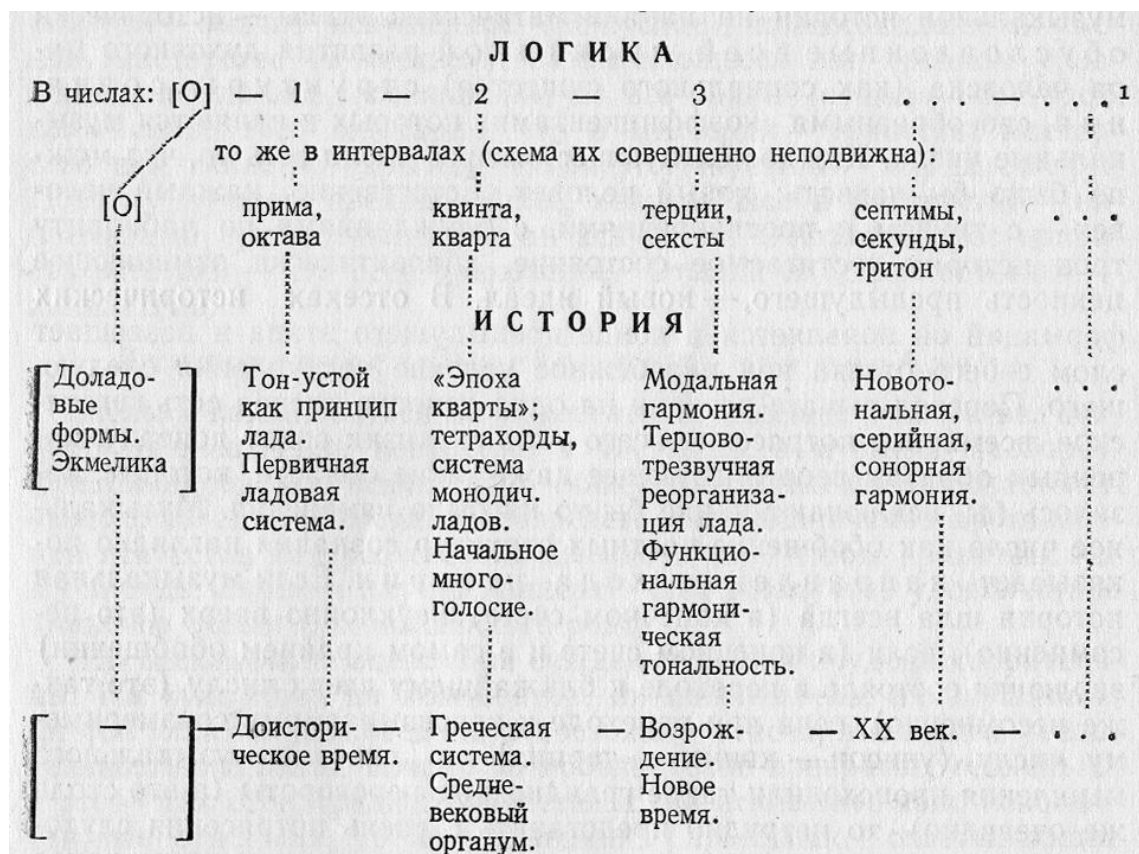 ЛОГИКА
В числах: [O] — 1 — 2 — 3 — . . . — . . . . ¹
то же в интервалах (схема их совершенно неподвижна):
[O] прима, квинта, терции, септимы, . . .
октава кварта сексты секунды,
тритон
ИСТОРИЯ
Доладо- Тон-устой «Эпоха Модальная Новото- . . .
вые как принцип кварты»; гармония. нальная,
формы. лада. тетрахорды, Терцово- серийная,
Экмелика Первичная система трезвучная сонорная
ладовая монодич. реорганиза- гармония.
система. ладов. ция лада.
Начальное Функцио-
много- нальная
голосие. гармони-
ческая
тональность.
Доистори- — Греческая — Возрож- — XX век. — . . .
ческое время. система. дение.
Средне- Новое
вековый время.
органум.